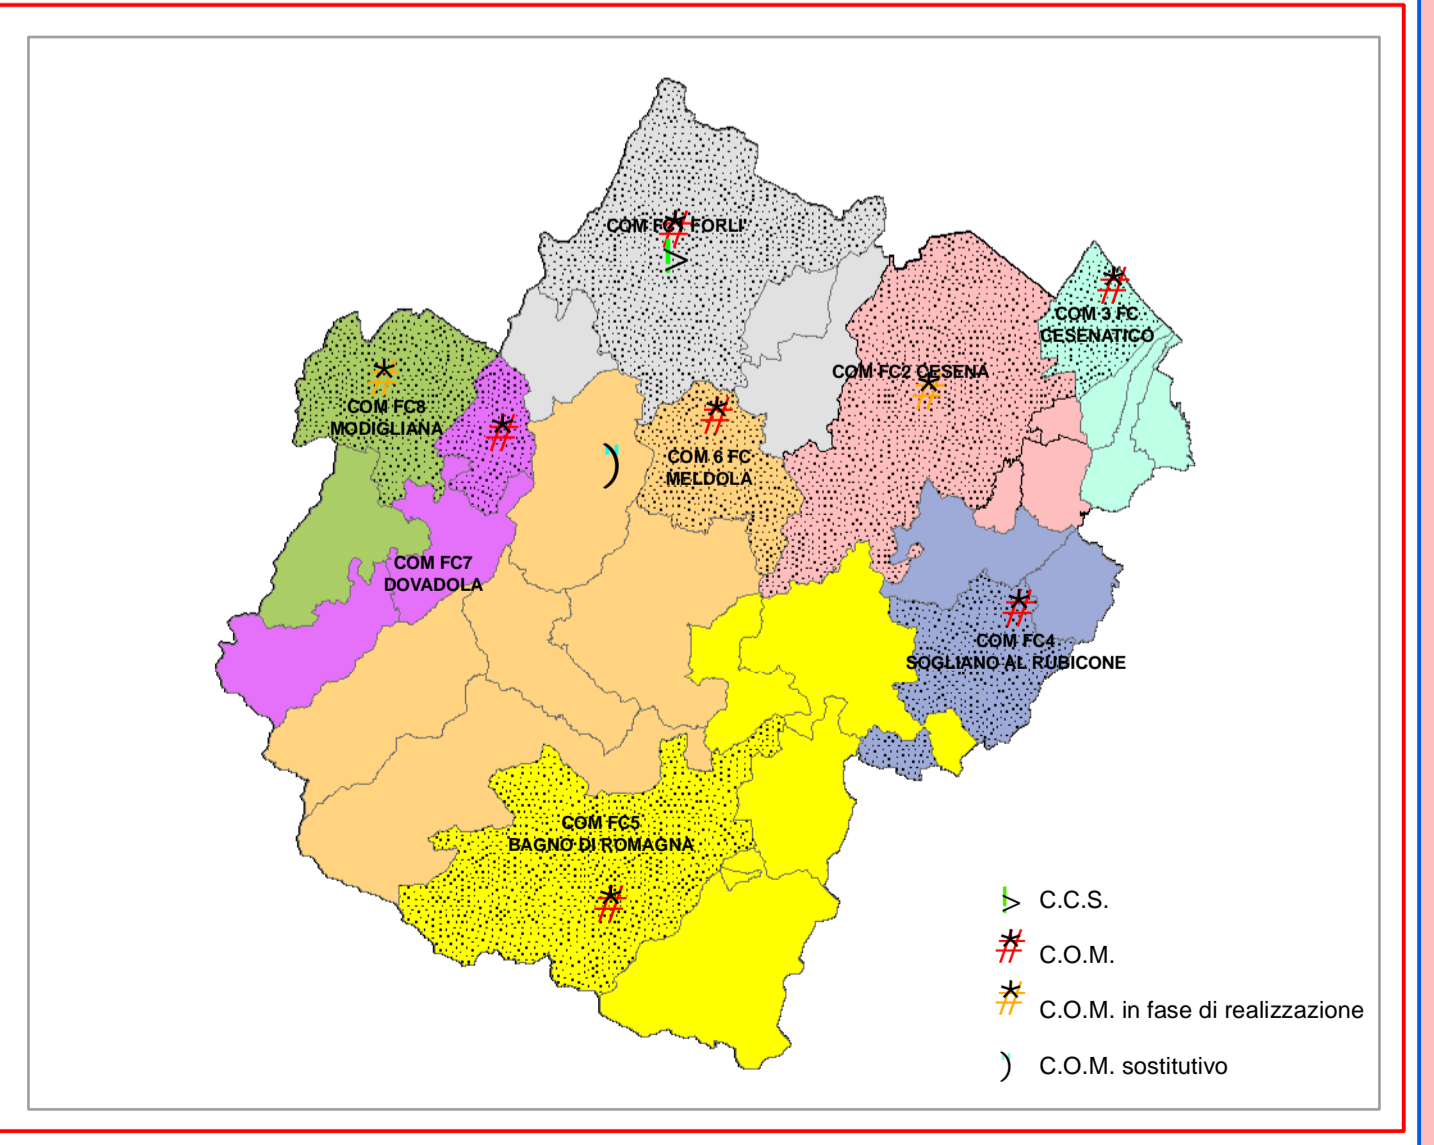 COM FC1 FORLI'
COM 3 FC
CESENATICO
COM FC2 CESENA
COM FC8
MODIGLIANA
COM 6 FC
MELDOLA
COM FC7
DOVADOLA
COM FC4
SOGLIANO AL RUBICONE
COM FC5
BAGNO DI ROMAGNA
C.C.S.
C.O.M.
C.O.M. in fase di realizzazione
C.O.M. sostitutivo